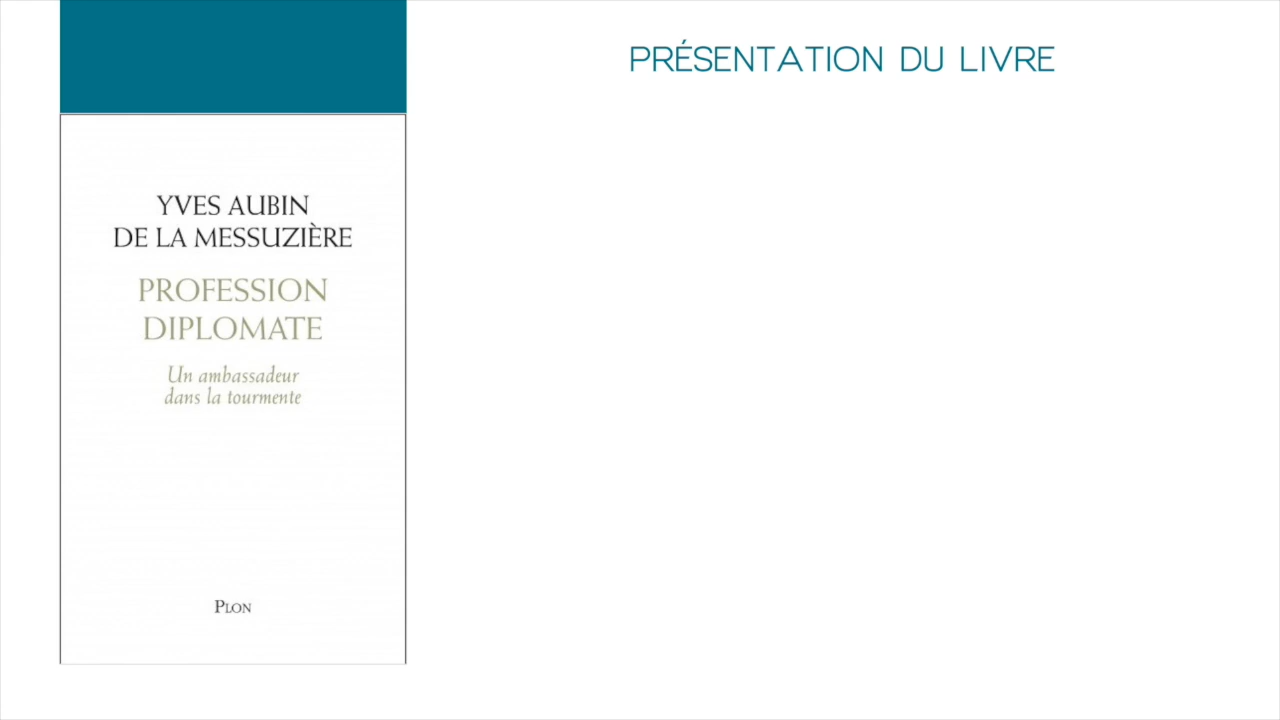 PRÉSENTATION DU LIVRE
YVES AUBIN
DE LA MESSUZIÈRE
PROFESSION
DIPLOMATE
Un ambassadeur
dans la tourmente
PLON